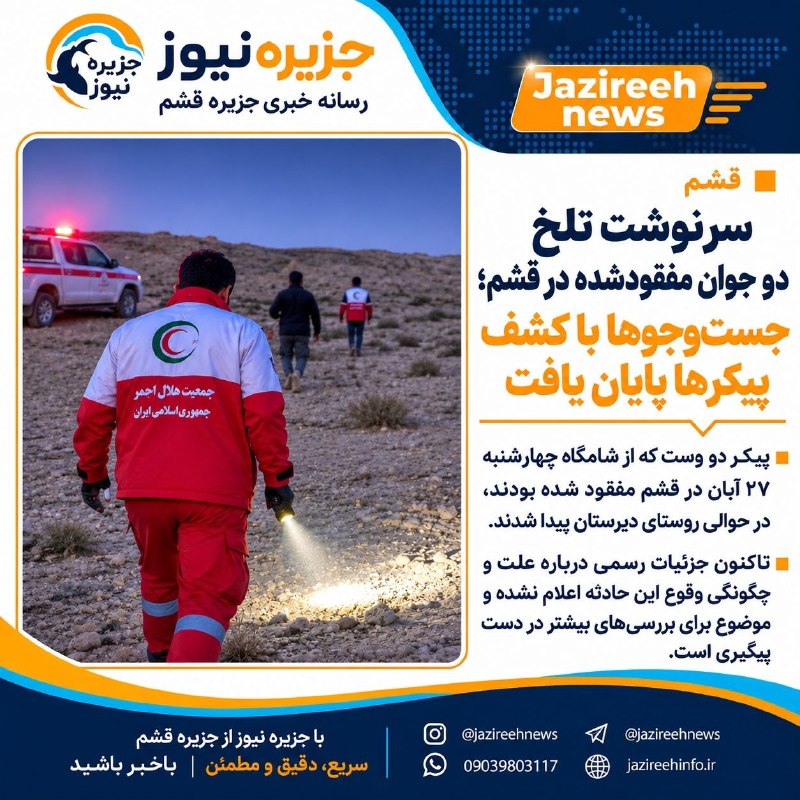 جزیره
نیوز
جزیره نیوز
رسانه خبری جزیره قشم
Jazireeh
news
قشم
سرنوشت تلخ
دو جوان مفقودشده در قشم؛
جست‌وجوها با کشف
پیکرها پایان یافت
پیکر دو وست که از شامگاه چهارشنبه
۲۷ آبان در قشم مفقود شده بودند،
در حوالی روستای دیرستان پیدا شدند.
تاکنون جزئیات رسمی درباره علت و
چگونگی وقوع این حادثه اعلام نشده و
موضوع برای بررسی‌های بیشتر در دست
پیگیری است.
جمعیت هلال احمر
جمهوری اسلامی ایران
با جزیره نیوز از جزیره قشم
سریع، دقیق و مطمئن | باخبر باشید
@jazireehnews
09039803117
@jazireehnews
jazireehinfo.ir